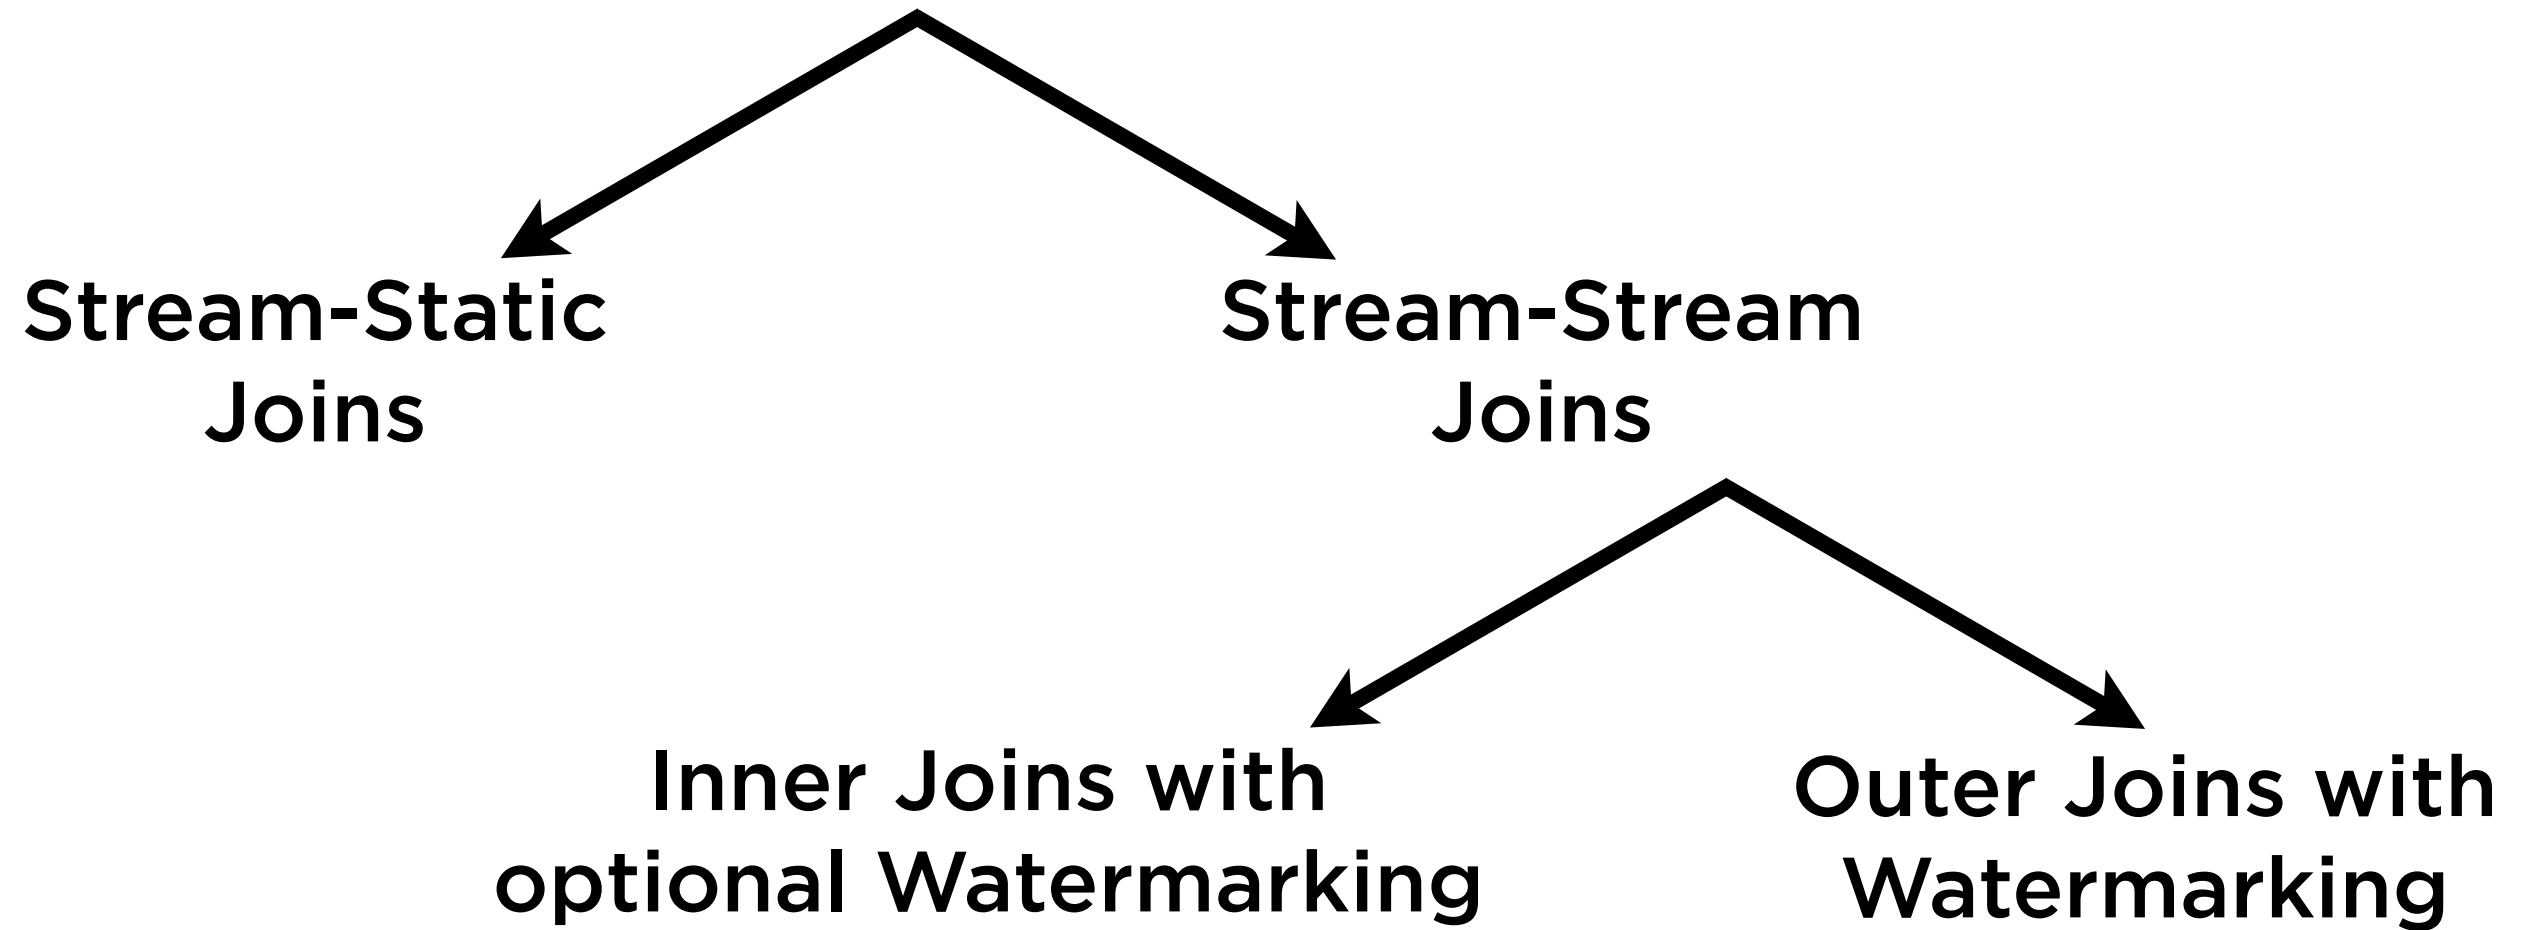 Stream-Static
Joins
Stream-Stream
Joins
Inner Joins with
optional Watermarking
Outer Joins with
Watermarking